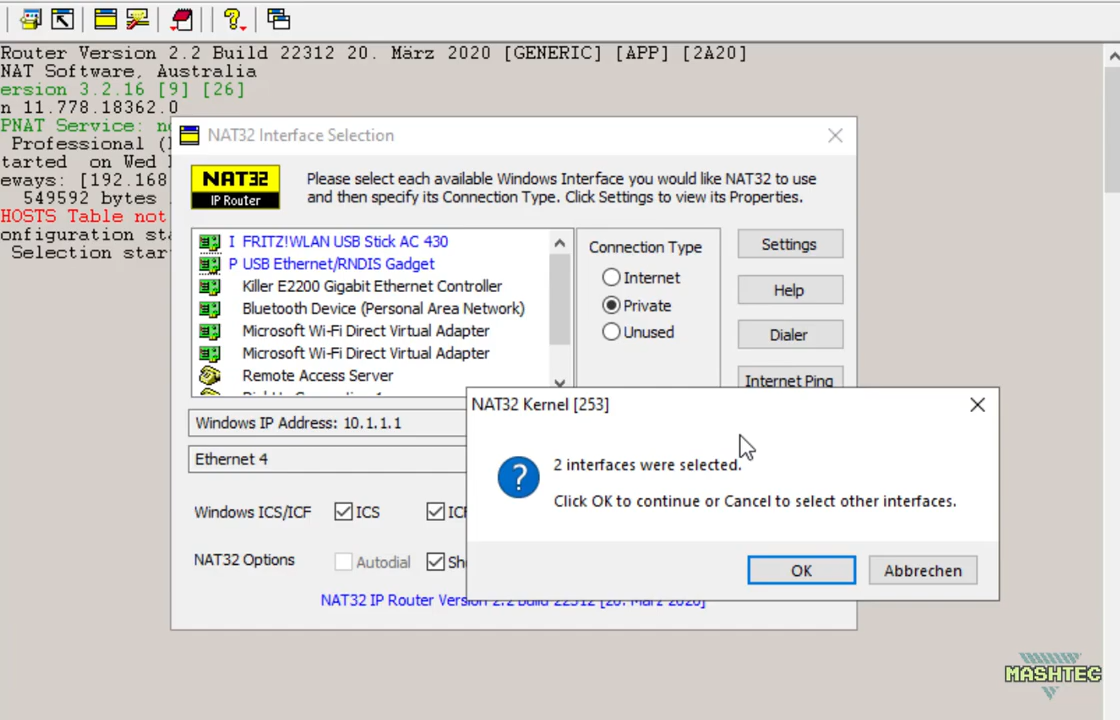 Router Version 2.2 Build 22312 20. März 2020 [GENERIC] [APP] [2A20]
NAT Software, Australia
ersion 3.2.16 [9] [26]
n 11.778.18362.0
PNAT Service: n
Professional (
tarted on Wed
eways: [192.168
549592 bytes
HOSTS Table not
onfiguration sta
Selection star
NAT32 Interface Selection
NAT32
IP Router
Please select each available Windows Interface you would like NAT32 to use
and then specify its Connection Type. Click Settings to view its Properties.
I FRITZ!WLAN USB Stick AC 430
P USB Ethernet/RNDIS Gadget
Killer E2200 Gigabit Ethernet Controller
Bluetooth Device (Personal Area Network)
Microsoft Wi-Fi Direct Virtual Adapter
Microsoft Wi-Fi Direct Virtual Adapter
Remote Access Server
Connection Type
Internet
Private
Unused
Settings
Help
Dialer
Internet Ping
Windows IP Address: 10.1.1.1
Ethernet 4
Windows ICS/ICF
ICS
ICF
NAT32 Options
Autodial
Sh
NAT32 IP Router Version 2.2 Build 22312 [20. März 2020]
NAT32 Kernel [253]
2 interfaces were selected.
Click OK to continue or Cancel to select other interfaces.
OK
Abbrechen
MASHTEC